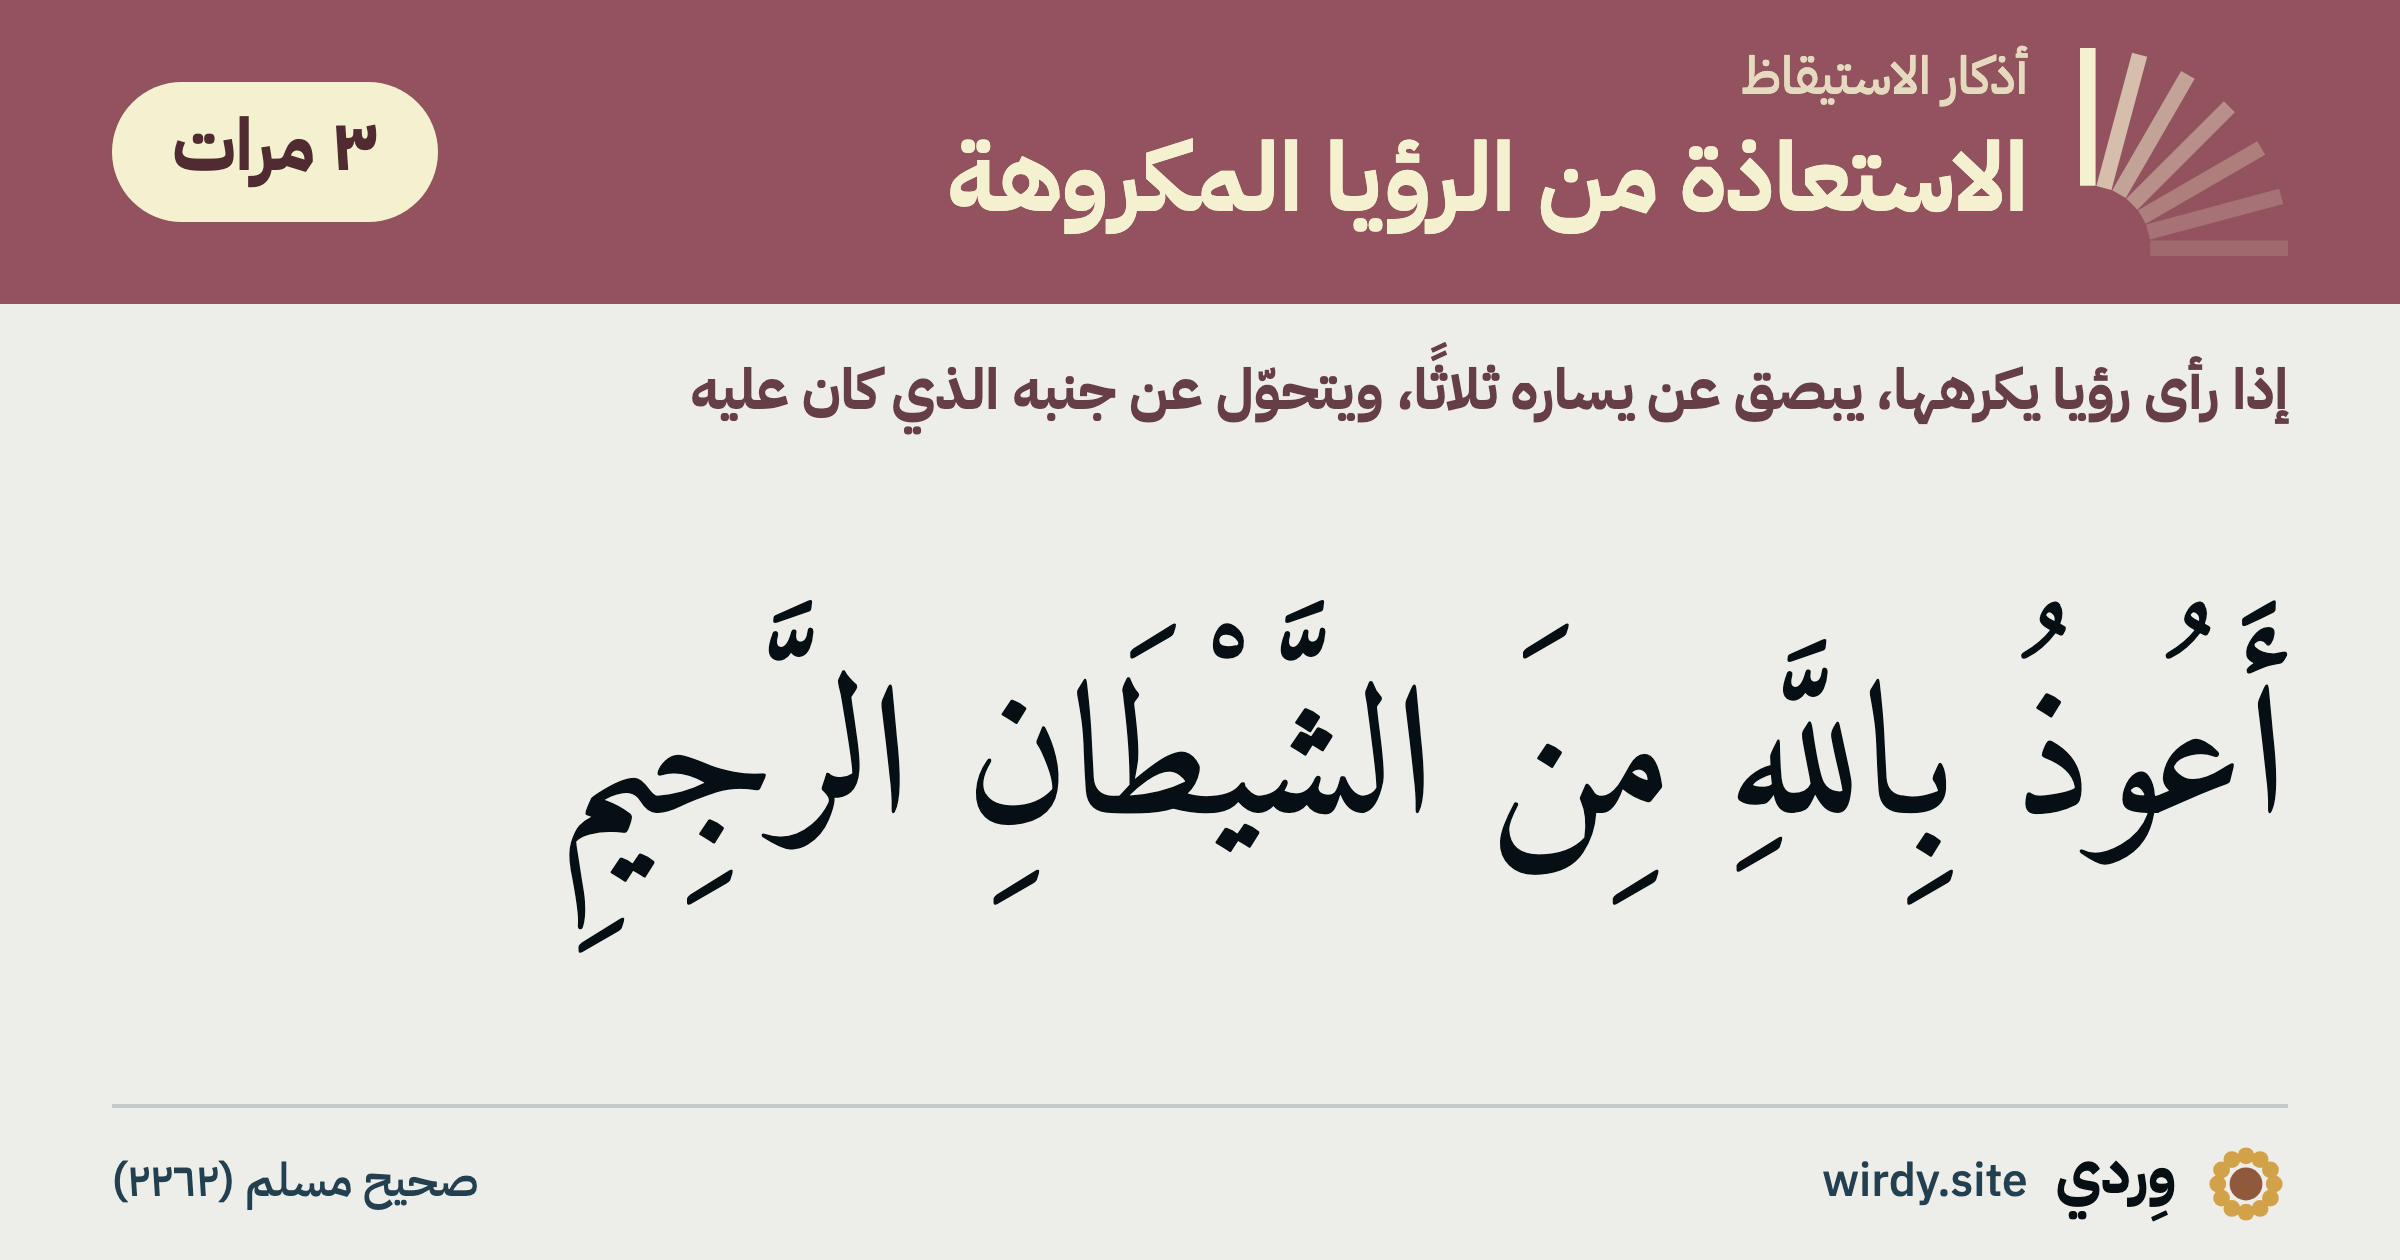 أذكار الاستيقاظ
الاستعاذة من الرؤيا المكروهة
٣ مرات
إذا رأى رؤيا يكرهها، يبصق عن يساره ثلاثًا، ويتحوّل عن جنبه الذي كان عليه
أَعُوذُ بِاللَّهِ مِنَ الشَّيْطَانِ الرَّجِيمِ
وِردي wirdy.site
صحيح مسلم (٢٢٦٢)